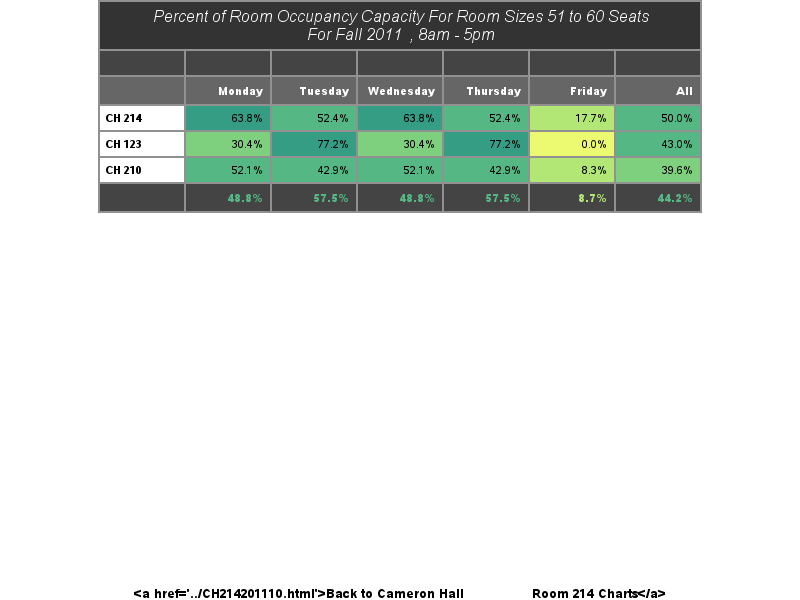 Percent of Room Occupancy Capacity For Room Sizes 51 to 60 Seats
For Fall 2011 , 8am - 5pm
Monday Tuesday Wednesday Thursday Friday All
CH 214 63.8% 52.4% 63.8% 52.4% 17.7% 50.0%
CH 123 30.4% 77.2% 30.4% 77.2% 0.0% 43.0%
CH 210 52.1% 42.9% 52.1% 42.9% 8.3% 39.6%
48.8% 57.5% 48.8% 57.5% 8.7% 44.2%
<a href='../CH214201110.html'>Back to Cameron Hall Room 214 Charts</a>